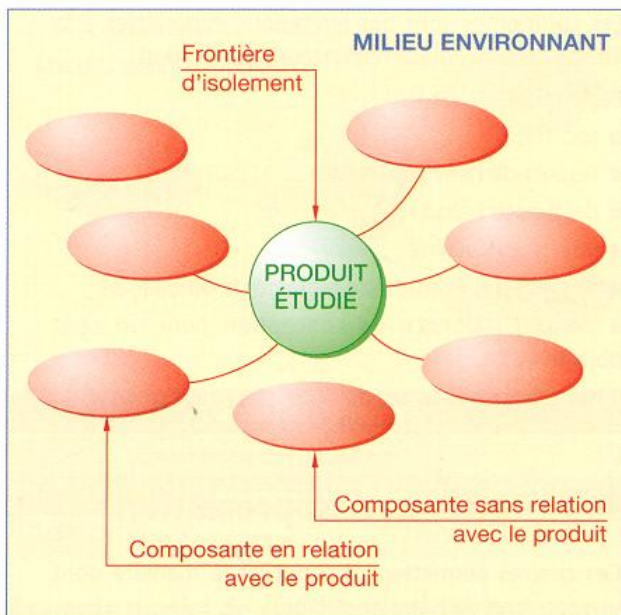 MILIEU ENVIRONNANT
Frontière
d'isolement
PRODUIT
ÉTUDIÉ
Composante sans relation
avec le produit
Composante en relation
avec le produit